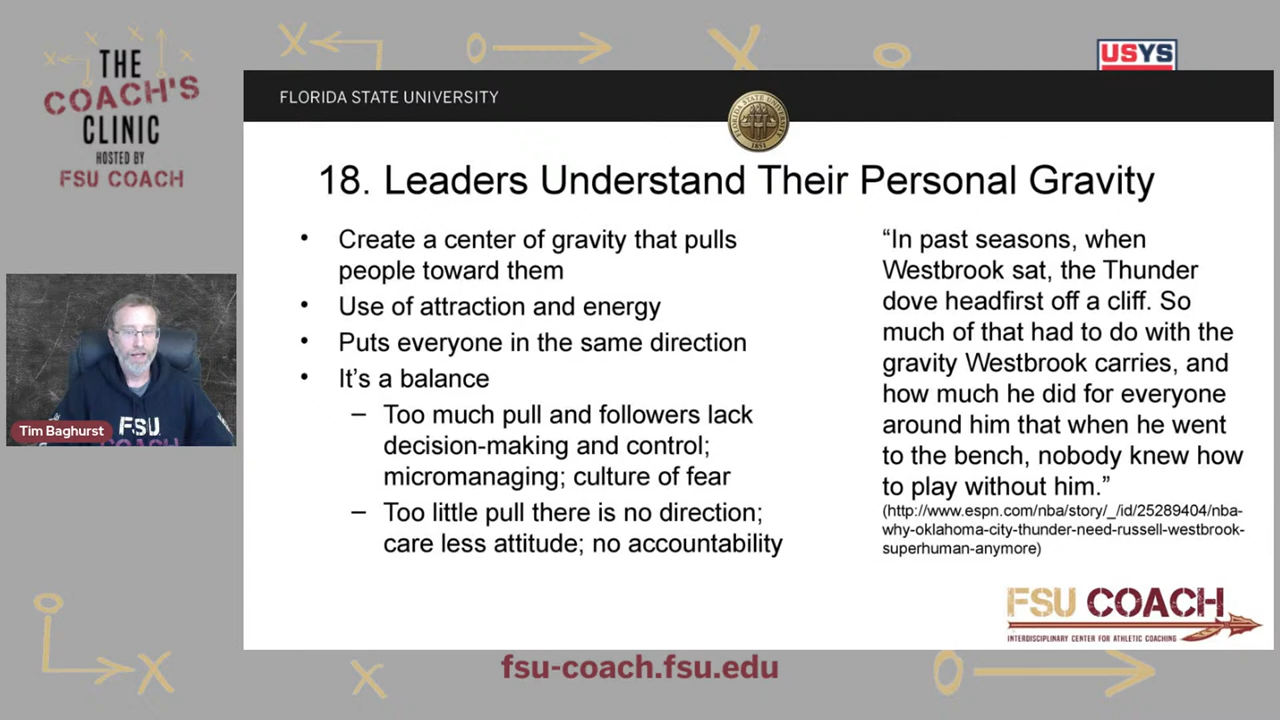 THE
COACH'S
CLINIC
HOSTED BY
FSU COACH
USYS
FLORIDA STATE UNIVERSITY
FLORIDA STATE UNIVERSITY
1851
18. Leaders Understand Their Personal Gravity
• Create a center of gravity that pulls
people toward them
• Use of attraction and energy
• Puts everyone in the same direction
• It's a balance
– Too much pull and followers lack
decision-making and control;
micromanaging; culture of fear
– Too little pull there is no direction;
care less attitude; no accountability
“In past seasons, when
Westbrook sat, the Thunder
dove headfirst off a cliff. So
much of that had to do with the
gravity Westbrook carries, and
how much he did for everyone
around him that when he went
to the bench, nobody knew how
to play without him.”
(http://www.espn.com/nba/story/_/id/25289404/nba-
why-oklahoma-city-thunder-need-russell-westbrook-
superhuman-anymore)
FSU
COACH
Tim Baghurst
FSU COACH
INTERDISCIPLINARY CENTER FOR ATHLETIC COACHING
fsu-coach.fsu.edu